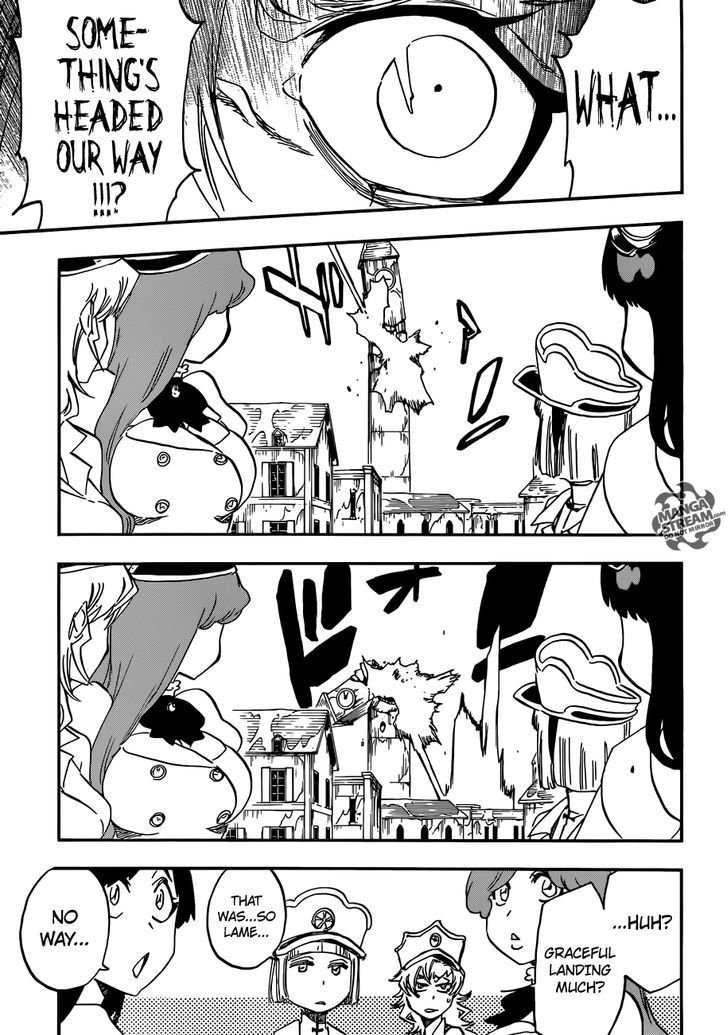 WHAT...
SOME-
THING'S
HEADED
OUR WAY
!!!?
MANGA
STREAM.com
DO NOT MIRROR
...HUH?
GRACEFUL
LANDING
MUCH?
THAT
WAS...SO
LAME...
NO
WAY...